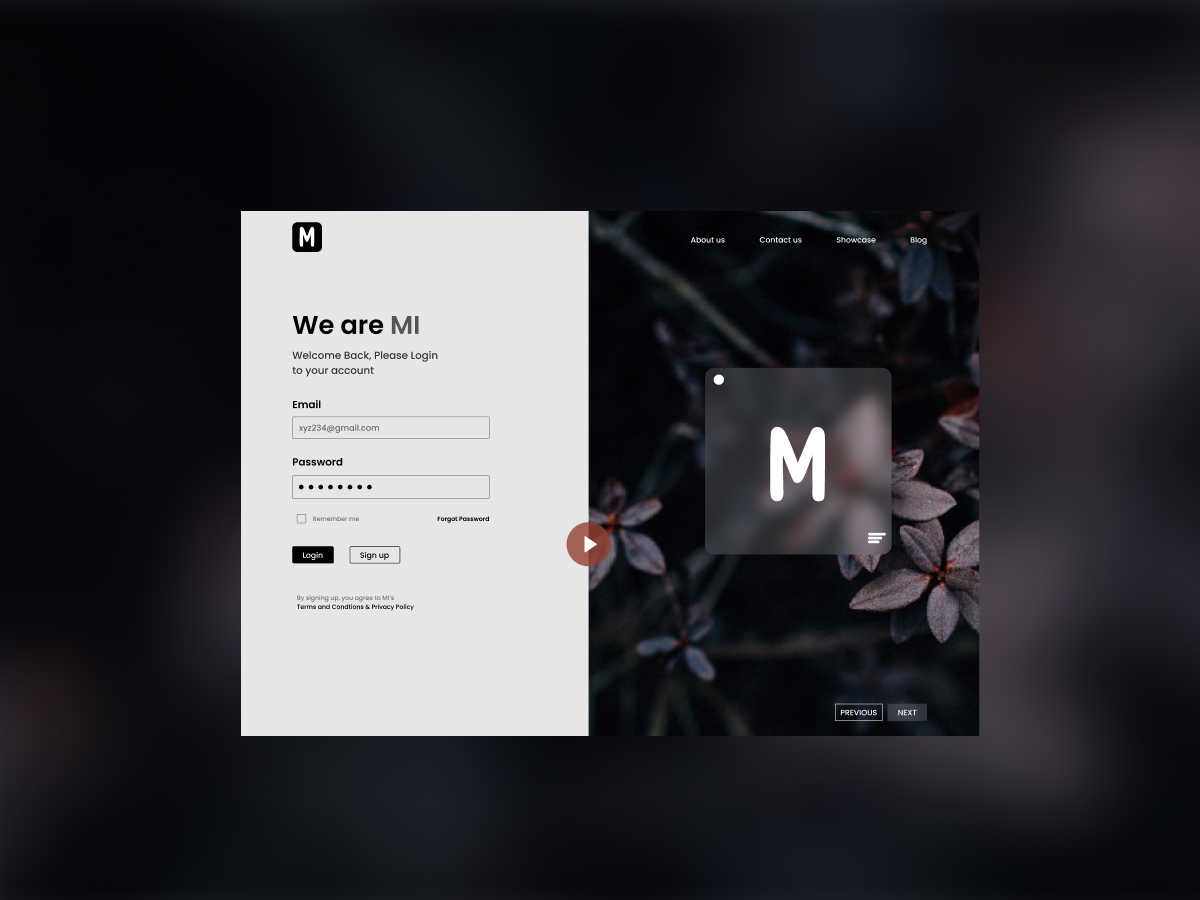 M
About us
Contact us
Showcase
Blog
We are MI
Welcome Back, Please Login
to your account
Email
xyz234@gmail.com
Password
Remember me
Forgot Password
Login
Sign up
By signing up, you agree to MI's
Terms and Condtions & Privacy Policy
M
PREVIOUS
NEXT